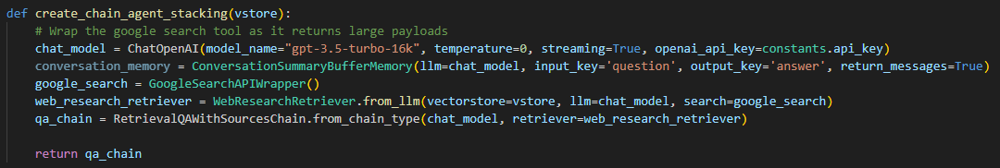 def create_chain_agent_stacking(vstore):
    # Wrap the google search tool as it returns large payloads
    chat_model = ChatOpenAI(model_name="gpt-3.5-turbo-16k", temperature=0, streaming=True, openai_api_key=constants.api_key)
    conversation_memory = ConversationSummaryBufferMemory(llm=chat_model, input_key='question', output_key='answer', return_messages=True)
    google_search = GoogleSearchAPIWrapper()
    web_research_retriever = WebResearchRetriever.from_llm(vectorstore=vstore, llm=chat_model, search=google_search)
    qa_chain = RetrievalQAWithSourcesChain.from_chain_type(chat_model, retriever=web_research_retriever)

    return qa_chain